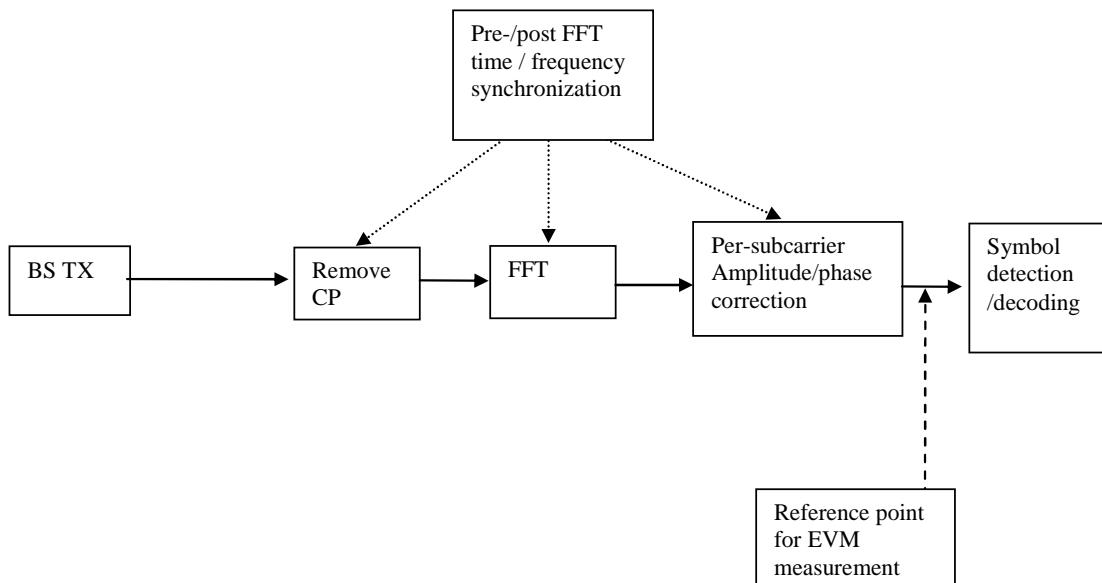 Pre-/post FFT
time / frequency
synchronization
BS TX
Remove
CP
FFT
Per-subcarrier
Amplitude/phase
correction
Symbol
detection
/decoding
Reference point
for EVM
measurement